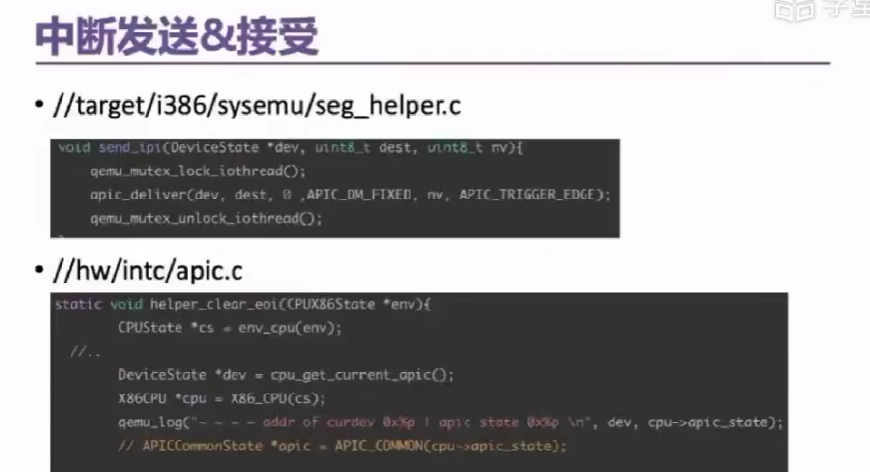 学堂
中断发送&接受
• //target/i386/sysemu/seg_helper.c
void send_ipi(DeviceState *dev, uint8_t dest, uint8_t nv){
qemu_mutex_lock_iothread();
apic_deliver(dev, dest, 0 ,APIC_DM_FIXED, nv, APIC_TRIGGER_EDGE);
qemu_mutex_unlock_iothread();
• //hw/intc/apic.c
static void helper_clear_eoi(CPUX86State *env){
CPUState *cs = env_cpu(env);
//..
DeviceState *dev = cpu_get_current_apic();
X86CPU *cpu = X86_CPU(cs);
qemu_log("~ ~ ~ ~ addr of curdev 0x%p ! apic state 0x%p \n", dev, cpu->apic_state);
// APICCommonState *apic = APIC_COMMON(cpu->apic_state);